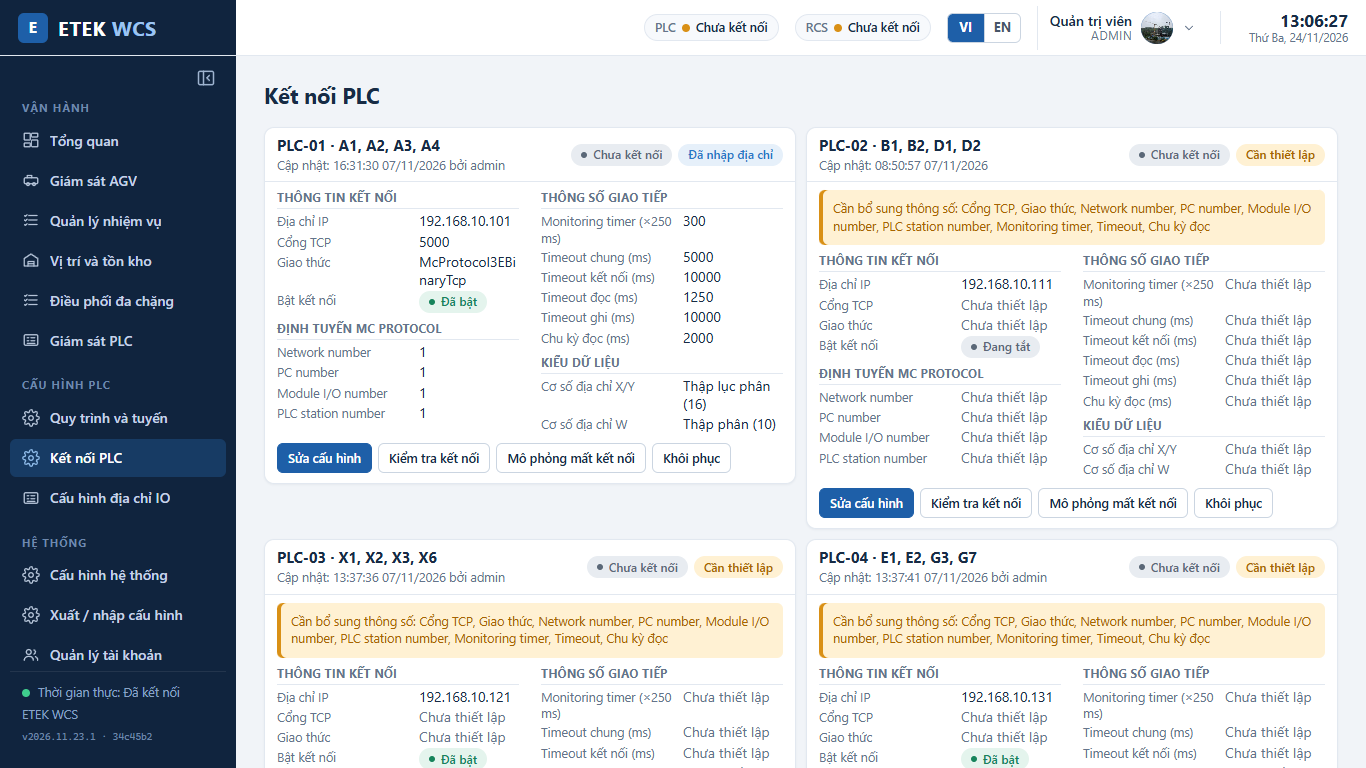 E
ETEK WCS
PLC
Chưa kết nối
RCS
Chưa kết nối
VI
EN
Quản trị viên
ADMIN
13:06:27
Thứ Ba, 24/11/2026
VẬN HÀNH
Tổng quan
Giám sát AGV
Quản lý nhiệm vụ
Vị trí và tồn kho
Điều phối đa chặng
Giám sát PLC
CẤU HÌNH PLC
Quy trình và tuyến
Kết nối PLC
Cấu hình địa chỉ IO
HỆ THỐNG
Cấu hình hệ thống
Xuất / nhập cấu hình
Quản lý tài khoản
Thời gian thực: Đã kết nối
ETEK WCS
v2026.11.23.1 · 34c45b2
Kết nối PLC
PLC-01 · A1, A2, A3, A4
Cập nhật: 16:31:30 07/11/2026 bởi admin
Chưa kết nối
Đã nhập địa chỉ
THÔNG TIN KẾT NỐI
Địa chỉ IP 192.168.10.101
Cổng TCP 5000
Giao thức McProtocol3EBi
naryTcp
Bật kết nối Đã bật
ĐỊNH TUYẾN MC PROTOCOL
Network number 1
PC number 1
Module I/O number 1
PLC station number 1
THÔNG SỐ GIAO TIẾP
Monitoring timer (×250 300
ms)
Timeout chung (ms) 5000
Timeout kết nối (ms) 10000
Timeout đọc (ms) 1250
Timeout ghi (ms) 10000
Chu kỳ đọc (ms) 2000
KIỂU DỮ LIỆU
Cơ số địa chỉ X/Y Thập lục phân
(16)
Cơ số địa chỉ W Thập phân (10)
Sửa cấu hình
Kiểm tra kết nối
Mô phỏng mất kết nối
Khôi phục
PLC-02 · B1, B2, D1, D2
Cập nhật: 08:50:57 07/11/2026
Chưa kết nối
Cần thiết lập
Cần bổ sung thông số: Cổng TCP, Giao thức, Network number, PC number, Module I/O
number, PLC station number, Monitoring timer, Timeout, Chu kỳ đọc
THÔNG TIN KẾT NỐI
Địa chỉ IP 192.168.10.111
Cổng TCP Chưa thiết lập
Giao thức Chưa thiết lập
Bật kết nối Đang tắt
ĐỊNH TUYẾN MC PROTOCOL
Network number Chưa thiết lập
PC number Chưa thiết lập
Module I/O number Chưa thiết lập
PLC station number Chưa thiết lập
THÔNG SỐ GIAO TIẾP
Monitoring timer (×250 Chưa thiết lập
ms)
Timeout chung (ms) Chưa thiết lập
Timeout kết nối (ms) Chưa thiết lập
Timeout đọc (ms) Chưa thiết lập
Timeout ghi (ms) Chưa thiết lập
Chu kỳ đọc (ms) Chưa thiết lập
KIỂU DỮ LIỆU
Cơ số địa chỉ X/Y Chưa thiết lập
Cơ số địa chỉ W Chưa thiết lập
Sửa cấu hình
Kiểm tra kết nối
Mô phỏng mất kết nối
Khôi phục
PLC-03 · X1, X2, X3, X6
Cập nhật: 13:37:36 07/11/2026 bởi admin
Chưa kết nối
Cần thiết lập
Cần bổ sung thông số: Cổng TCP, Giao thức, Network number, PC number, Module I/O
number, PLC station number, Monitoring timer, Timeout, Chu kỳ đọc
THÔNG TIN KẾT NỐI
Địa chỉ IP 192.168.10.121
Cổng TCP Chưa thiết lập
Giao thức Chưa thiết lập
Bật kết nối Đã bật
THÔNG SỐ GIAO TIẾP
Monitoring timer (×250 Chưa thiết lập
ms)
Timeout chung (ms) Chưa thiết lập
Timeout kết nối (ms) Chưa thiết lập
PLC-04 · E1, E2, G3, G7
Cập nhật: 13:37:41 07/11/2026 bởi admin
Chưa kết nối
Cần thiết lập
Cần bổ sung thông số: Cổng TCP, Giao thức, Network number, PC number, Module I/O
number, PLC station number, Monitoring timer, Timeout, Chu kỳ đọc
THÔNG TIN KẾT NỐI
Địa chỉ IP 192.168.10.131
Cổng TCP Chưa thiết lập
Giao thức Chưa thiết lập
Bật kết nối Đã bật
THÔNG SỐ GIAO TIẾP
Monitoring timer (×250 Chưa thiết lập
ms)
Timeout chung (ms) Chưa thiết lập
Timeout kết nối (ms) Chưa thiết lập